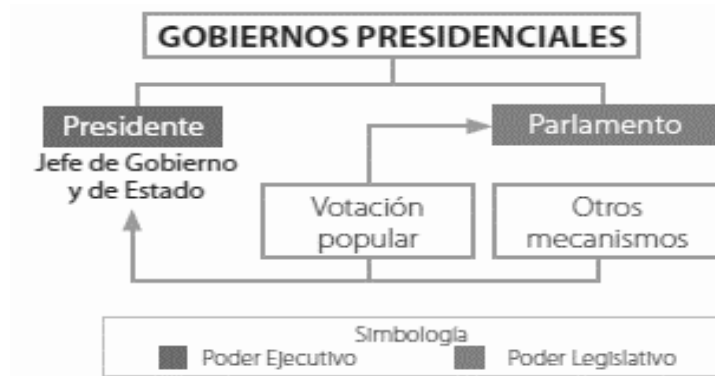 GOBIERNOS PRESIDENCIALES
Presidente
Parlamento
Jefe de Gobierno
y de Estado
Votación
popular
Otros
mecanismos
Simbología
Poder Ejecutivo
Poder Legislativo